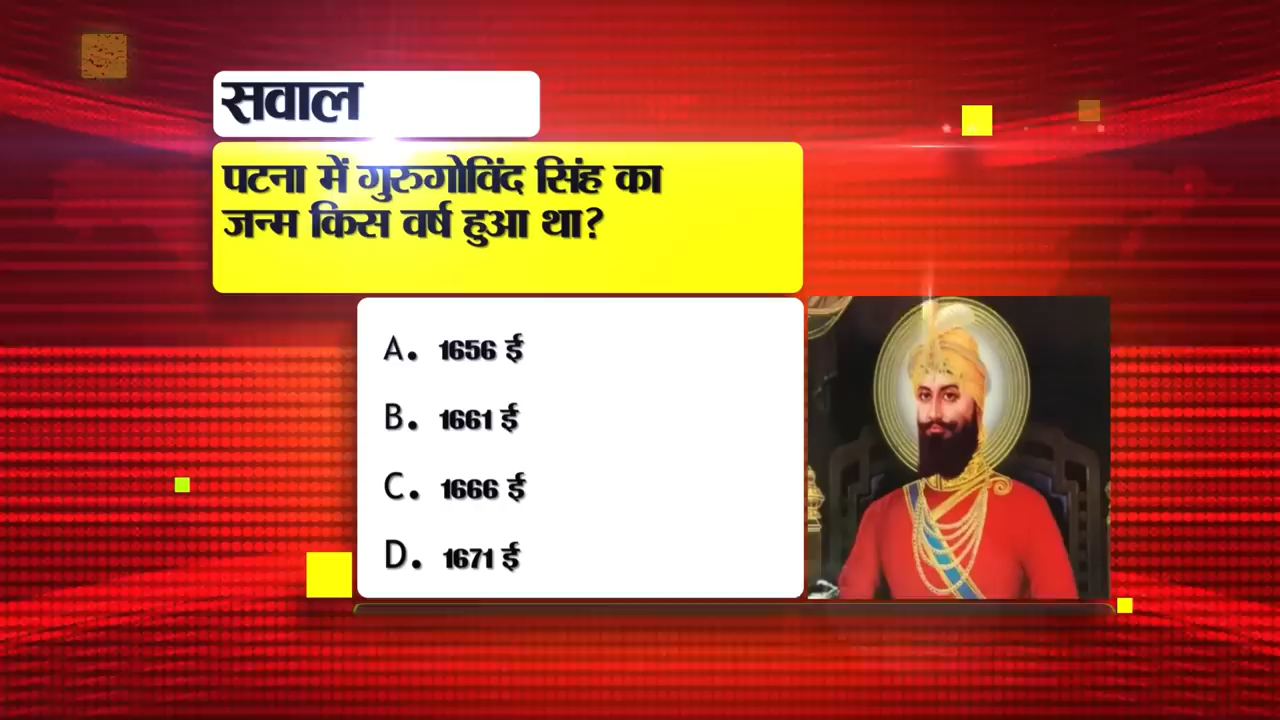 सवाल
पटना में गुरुगोविंद सिंह का
जन्म किस वर्ष हुआ था?
A. 1656 ई
B. 1661 ई
C. 1666 ई
D. 1671 ई